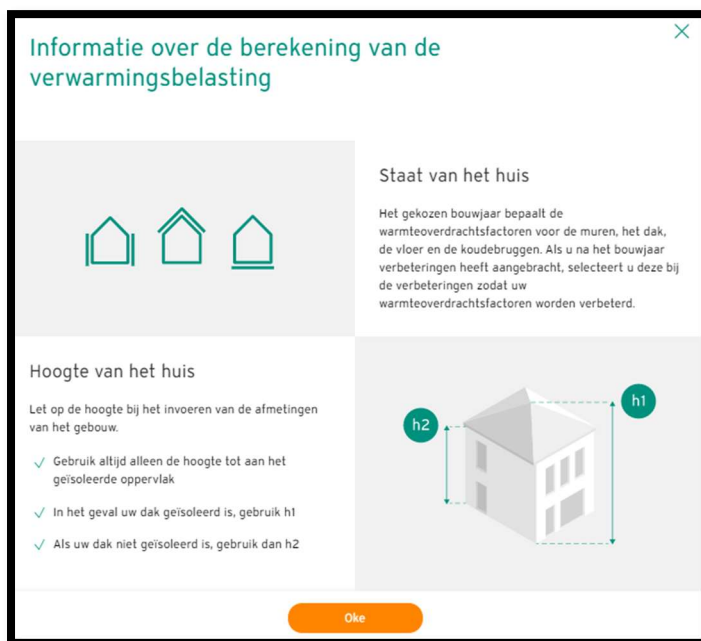 Informatie over de berekening van de
verwarmingsbelasting
Staat van het huis
Het gekozen bouwjaar bepaalt de
warmteoverdrachtsfactoren voor de muren, het dak,
de vloer en de koudebruggen. Als u na het bouwjaar
verbeteringen heeft aangebracht, selecteert u deze bij
de verbeteringen zodat uw
warmteoverdrachtsfactoren worden verbeterd.
Hoogte van het huis
Let op de hoogte bij het invoeren van de afmetingen
van het gebouw.
Gebruik altijd alleen de hoogte tot aan het
geïsoleerde oppervlak
In het geval uw dak geïsoleerd is, gebruik h1
Als uw dak niet geïsoleerd is, gebruik dan h2
h2
h1
Oke